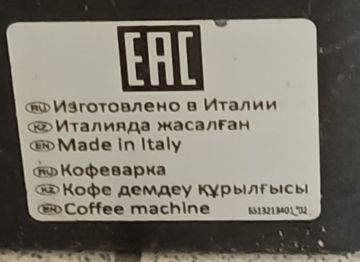 EAC
RU Изготовлено в Италии
KZ Италияда жасалған
EN Made in Italy
RU Кофеварка
KZ Кофе демдеу құрылғысы
EN Coffee machine